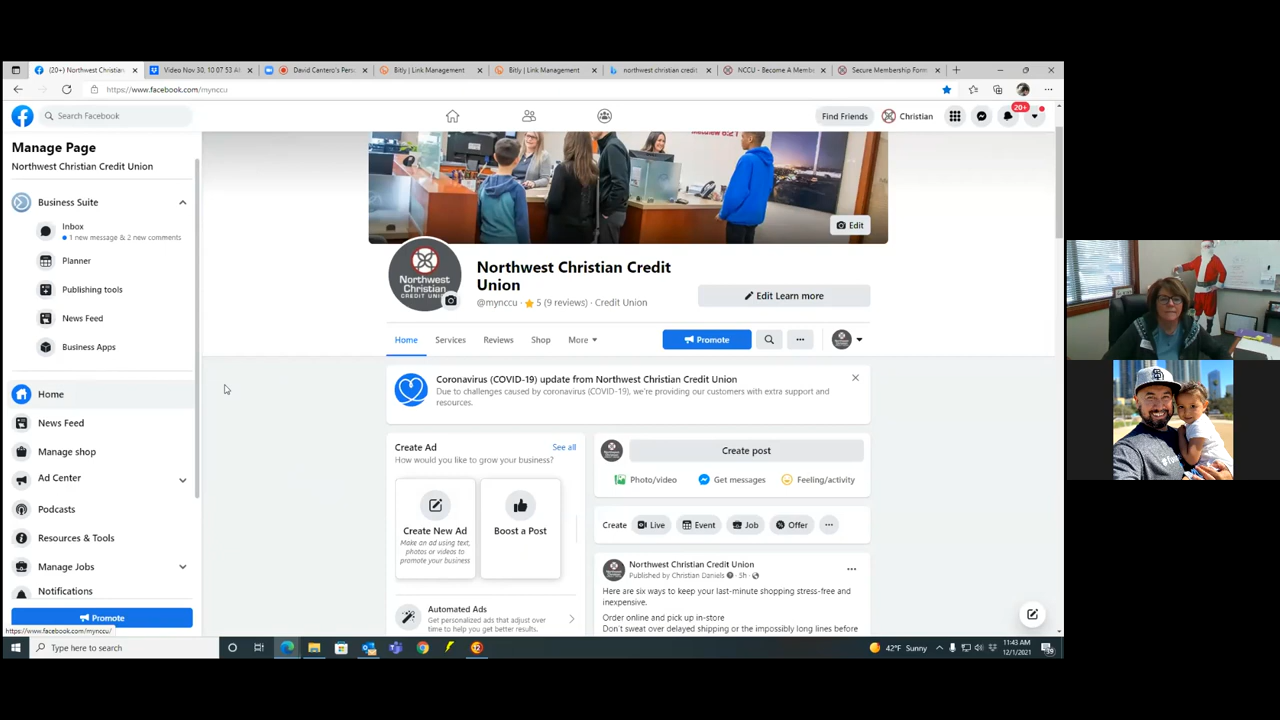 (20+) Northwest Christian
Video Nov 30, 10 07 53 A
David Cantero's Pers
Bitly | Link Management
Bitly | Link Management
northwest christian credit
NCCU - Become A Membe
Secure Membership Form
https://www.facebook.com/mynccu
Search Facebook
Find Friends
Christian
20+
Manage Page
Northwest Christian Credit Union
Business Suite
Inbox
1 new message & 2 new comments
Planner
Publishing tools
News Feed
Business Apps
Home
News Feed
Manage shop
Ad Center
Podcasts
Resources & Tools
Manage Jobs
Notifications
Promote
https://www.facebook.com/mynccu/
Edit
Northwest
Christian
CREDIT UNION
Northwest Christian Credit
Union
@mynccu · 5 (9 reviews) · Credit Union
Edit Learn more
Home
Services
Reviews
Shop
More
Promote
Coronavirus (COVID-19) update from Northwest Christian Credit Union
Due to challenges caused by coronavirus (COVID-19), we're providing our customers with extra support and
resources.
Create Ad
See all
How would you like to grow your business?
Create New Ad
Make an ad using text,
photos or videos to
promote your business
Boost a Post
Automated Ads
Get personalized ads that adjust over
time to help you get better results.
Create post
Photo/video
Get messages
Feeling/activity
Create
Live
Event
Job
Offer
Northwest Christian Credit Union
Published by Christian Daniels · 5h ·
Here are six ways to keep your last-minute shopping stress-free and
inexpensive.
Order online and pick up in-store
Don't sweat over delayed shipping or the impossibly long lines before
Type here to search
42°F Sunny
11:43 AM
12/1/2021